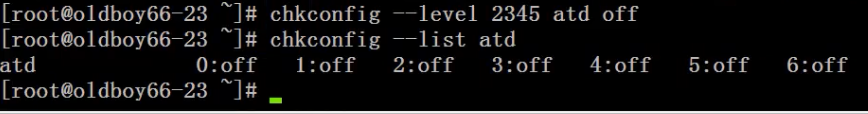 [root@oldboy66-23 ~]# chkconfig --level 2345 atd off
[root@oldboy66-23 ~]# chkconfig --list atd
atd            0:off   1:off   2:off   3:off   4:off   5:off   6:off
[root@oldboy66-23 ~]#